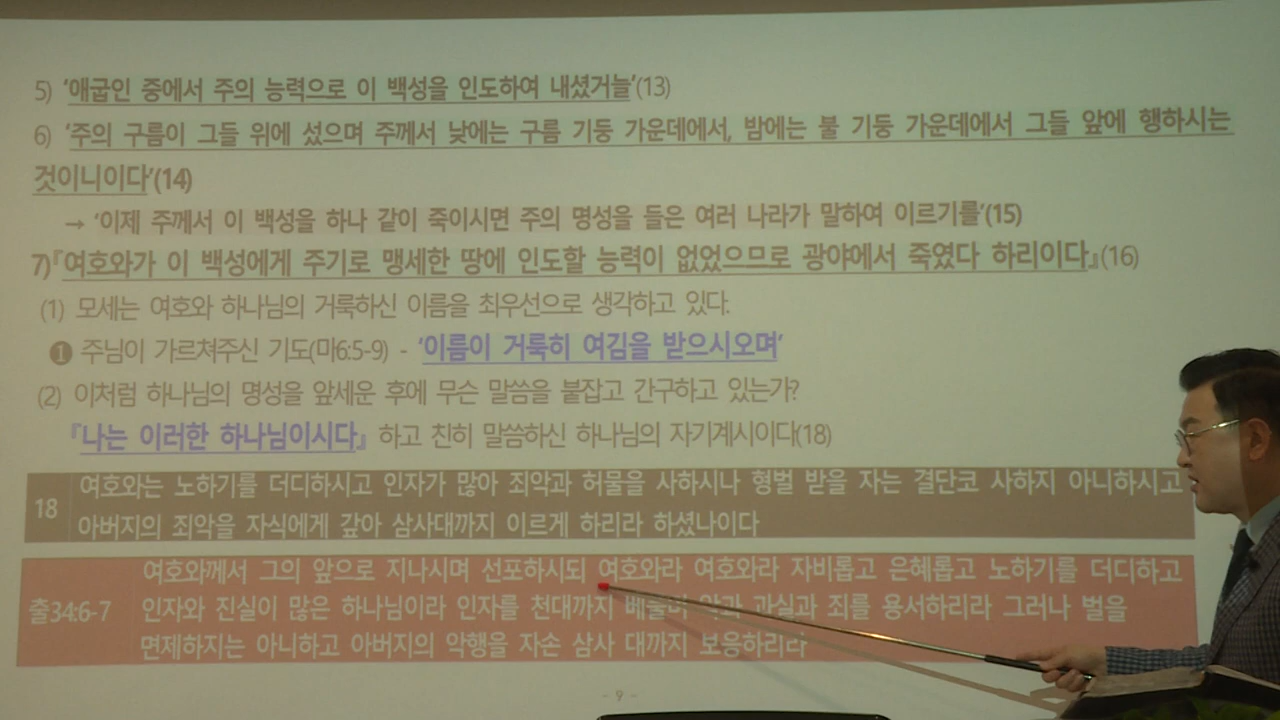 5) '애굽인 중에서 주의 능력으로 이 백성을 인도하여 내셨거늘'(13)
6) '주의 구름이 그들 위에 섰으며 주께서 낮에는 구름 기둥 가운데에서, 밤에는 불 기둥 가운데에서 그들 앞에 행하시는
것이니이다'(14)
→ '이제 주께서 이 백성을 하나 같이 죽이시면 주의 명성을 들은 여러 나라가 말하여 이르기를'(15)
7)『여호와가 이 백성에게 주기로 맹세한 땅에 인도할 능력이 없었으므로 광야에서 죽였다 하리이다』(16)
(1) 모세는 여호와 하나님의 거룩하신 이름을 최우선으로 생각하고 있다.
❶ 주님이 가르쳐주신 기도(마6:5-9) - '이름이 거룩히 여김을 받으시오며'
(2) 이처럼 하나님의 명성을 앞세운 후에 무슨 말씀을 붙잡고 간구하고 있는가?
『나는 이러한 하나님이시다』 하고 친히 말씀하신 하나님의 자기계시이다(18)
18 여호와는 노하기를 더디하시고 인자가 많아 죄악과 허물을 사하시나 형벌 받을 자는 결단코 사하지 아니하시고
아버지의 죄악을 자식에게 갚아 삼사대까지 이르게 하리라 하셨나이다
여호와께서 그의 앞으로 지나시며 선포하시되 여호와라 여호와라 자비롭고 은혜롭고 노하기를 더디하고
출34:6-7 인자와 진실이 많은 하나님이라 인자를 천대까지 베풀며 악과 과실과 죄를 용서하리라 그러나 벌을
면제하지는 아니하고 아버지의 악행을 자손 삼사 대까지 보응하리라
- 9 -